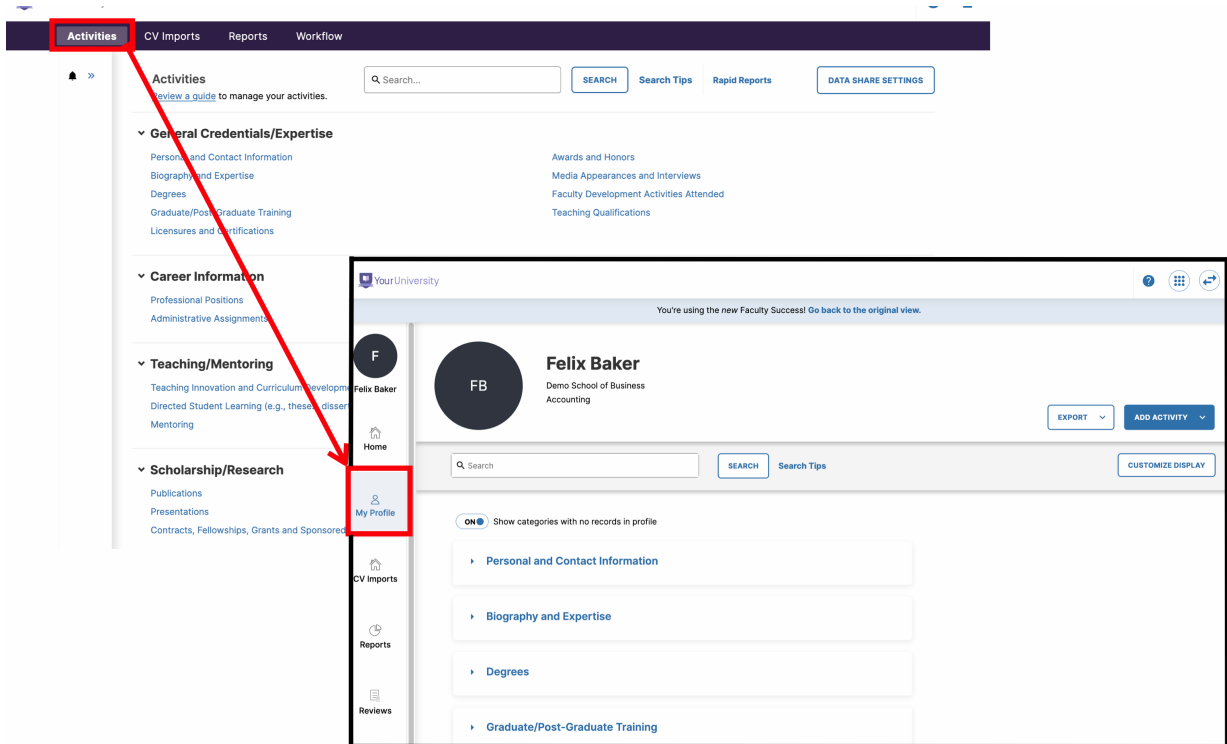 Activities CV Imports Reports Workflow
Activities
Review a guide to manage your activities.
Search...
SEARCH Search Tips Rapid Reports DATA SHARE SETTINGS
General Credentials/Expertise
Personal and Contact Information
Biography and Expertise
Degrees
Graduate/Post-Graduate Training
Licensures and Certifications
Awards and Honors
Media Appearances and Interviews
Faculty Development Activities Attended
Teaching Qualifications
Career Information
Professional Positions
Administrative Assignments
Teaching/Mentoring
Teaching Innovation and Curriculum Developme
Directed Student Learning (e.g., theses, disser
Mentoring
Scholarship/Research
Publications
Presentations
Contracts, Fellowships, Grants and Sponsored
YourUniversity
?
You're using the new Faculty Success! Go back to the original view.
F
Felix Baker
Home
My Profile
CV Imports
Reports
Reviews
FB
Felix Baker
Demo School of Business
Accounting
EXPORT ADD ACTIVITY
Search SEARCH Search Tips CUSTOMIZE DISPLAY
ON Show categories with no records in profile
Personal and Contact Information
Biography and Expertise
Degrees
Graduate/Post-Graduate Training